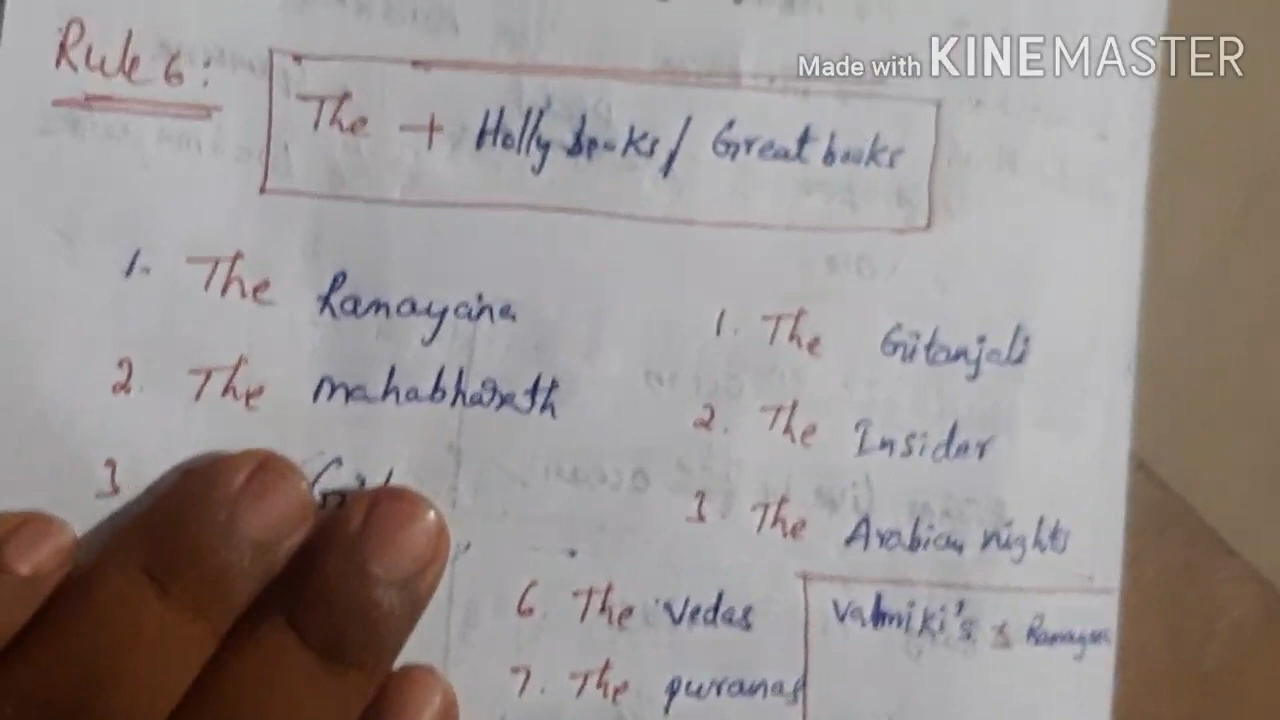 Made with KINEMASTER
Rule 6:
The + Holly books/ Great books
1. The Ramayana
2. The mahabharath
3
1. The Gitanjali
2. The Insider
3 The Arabian nights
6. The Vedas
7. The puranas
Valmiki's